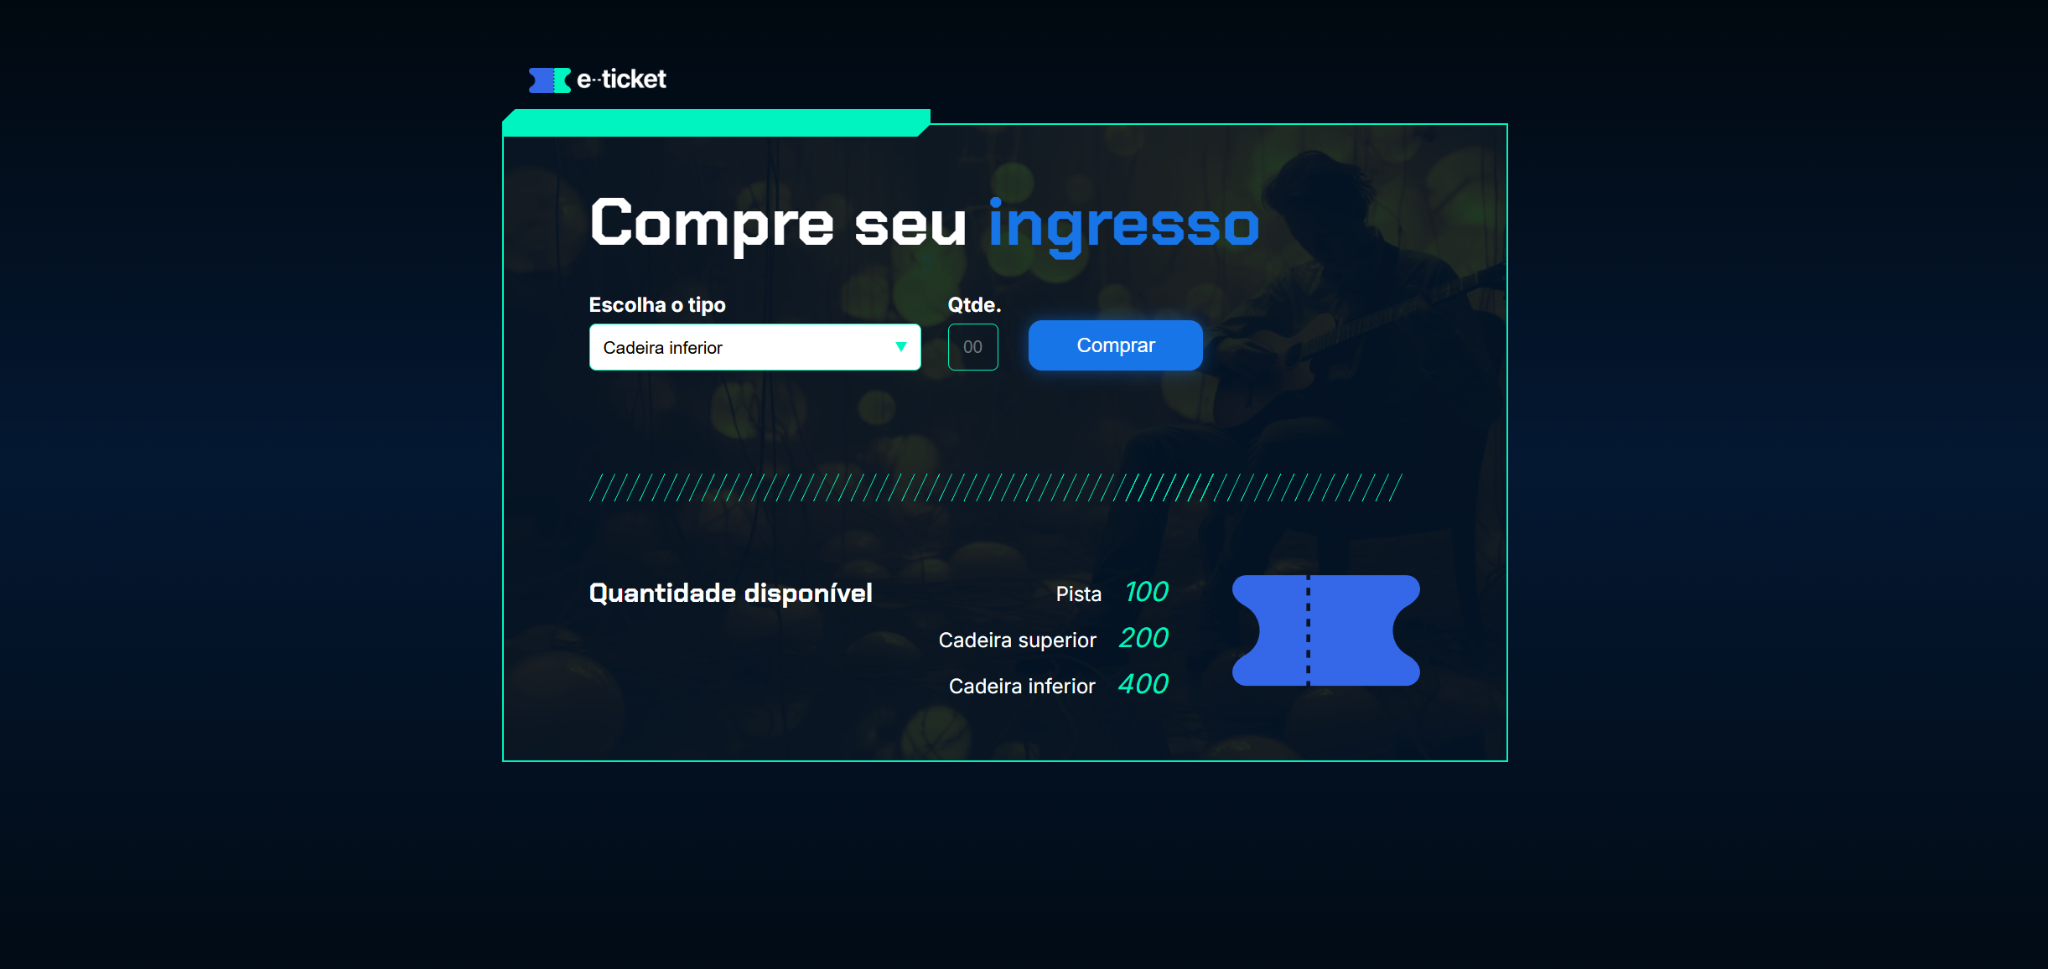 e--ticket
Compre seu ingresso
Escolha o tipo
Qtde.
Cadeira inferior
00
Comprar
Quantidade disponível
Pista 100
Cadeira superior 200
Cadeira inferior 400